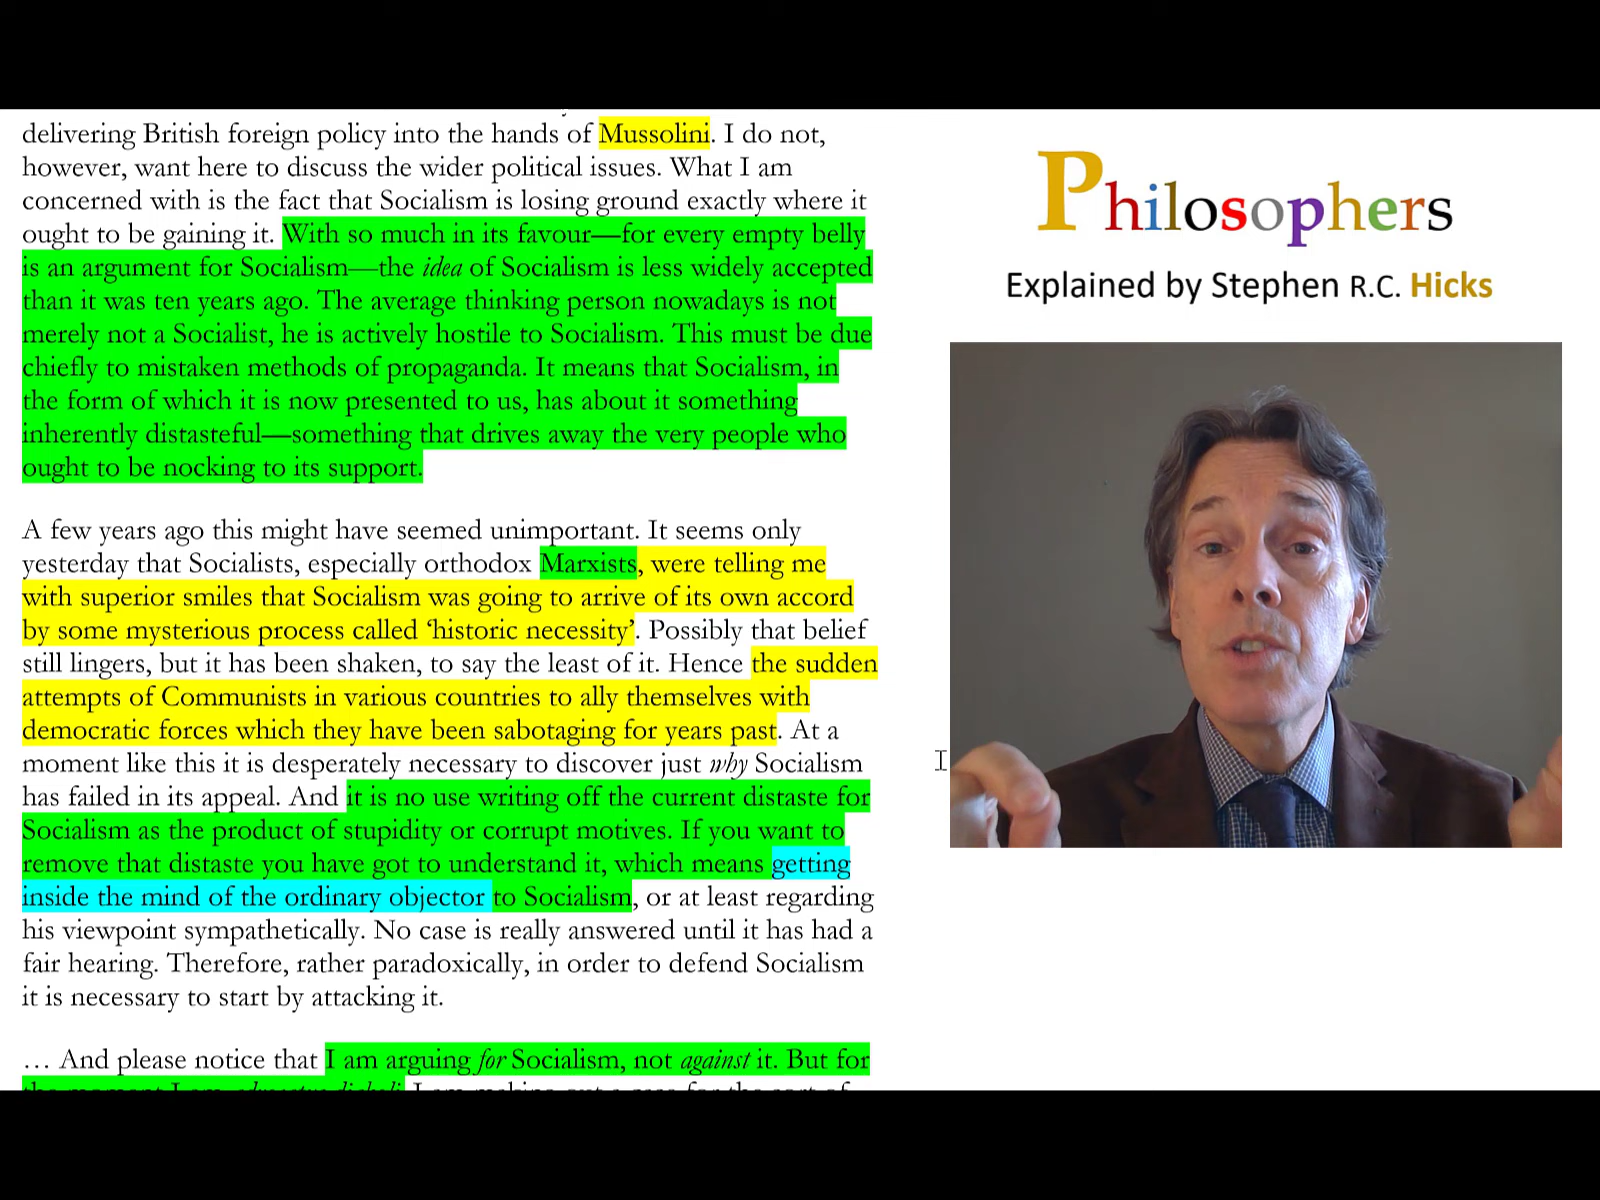 delivering British foreign policy into the hands of Mussolini. I do not,
however, want here to discuss the wider political issues. What I am
concerned with is the fact that Socialism is losing ground exactly where it
ought to be gaining it. With so much in its favour—for every empty belly
is an argument for Socialism—the idea of Socialism is less widely accepted
than it was ten years ago. The average thinking person nowadays is not
merely not a Socialist, he is actively hostile to Socialism. This must be due
chiefly to mistaken methods of propaganda. It means that Socialism, in
the form of which it is now presented to us, has about it something
inherently distasteful—something that drives away the very people who
ought to be nocking to its support.
A few years ago this might have seemed unimportant. It seems only
yesterday that Socialists, especially orthodox Marxists, were telling me
with superior smiles that Socialism was going to arrive of its own accord
by some mysterious process called ‘historic necessity’. Possibly that belief
still lingers, but it has been shaken, to say the least of it. Hence the sudden
attempts of Communists in various countries to ally themselves with
democratic forces which they have been sabotaging for years past. At a
moment like this it is desperately necessary to discover just why Socialism
has failed in its appeal. And it is no use writing off the current distaste for
Socialism as the product of stupidity or corrupt motives. If you want to
remove that distaste you have got to understand it, which means getting
inside the mind of the ordinary objector to Socialism, or at least regarding
his viewpoint sympathetically. No case is really answered until it has had a
fair hearing. Therefore, rather paradoxically, in order to defend Socialism
it is necessary to start by attacking it.
… And please notice that I am arguing for Socialism, not against it. But for
Philosophers
Explained by Stephen R.C. Hicks